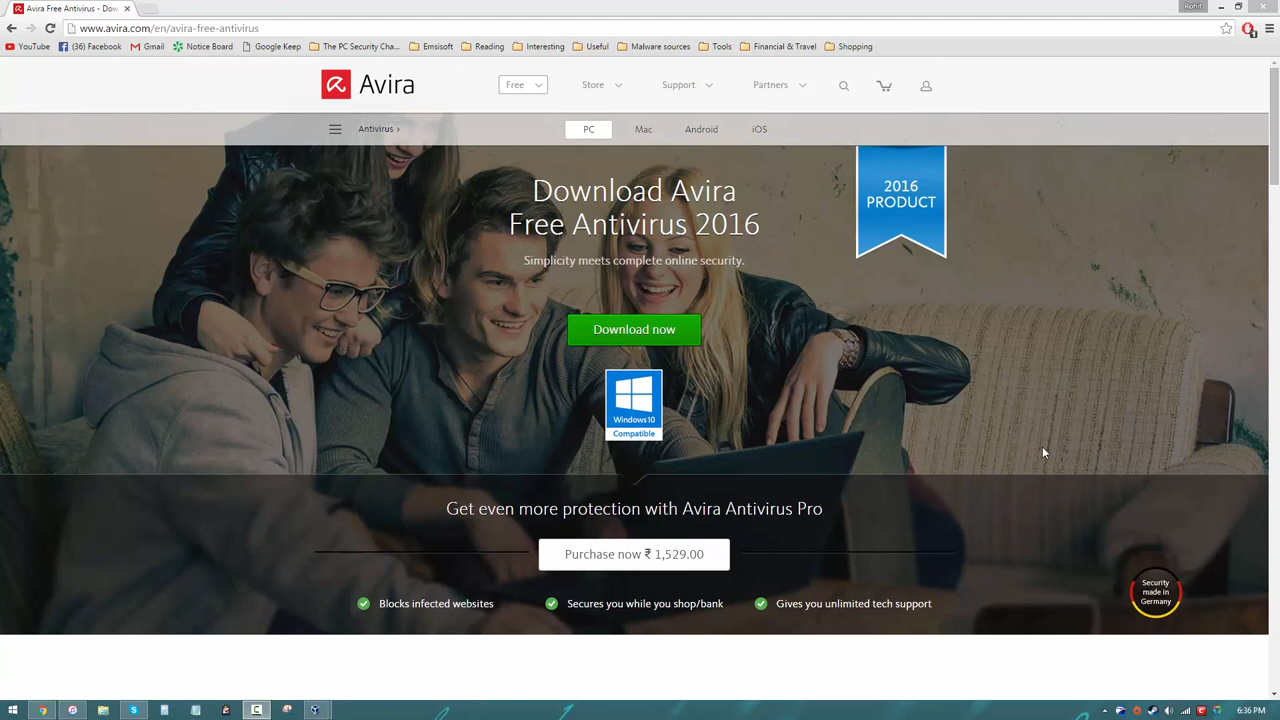 Avira Free Antivirus - Dow
Rohit
www.avira.com/en/avira-free-antivirus
YouTube (36) Facebook Gmail Notice Board Google Keep The PC Security Cha... Emsisoft Reading Interesting Useful Malware sources Tools Financial & Travel Shopping
Avira Free Store Support Partners
Antivirus > PC Mac Android iOS
2016
PRODUCT
Download Avira
Free Antivirus 2016
Simplicity meets complete online security.
Download now
Windows 10
Compatible
Get even more protection with Avira Antivirus Pro
Purchase now ₹ 1,529.00
Blocks infected websites Secures you while you shop/bank Gives you unlimited tech support
Security
made in
Germany
6:36 PM